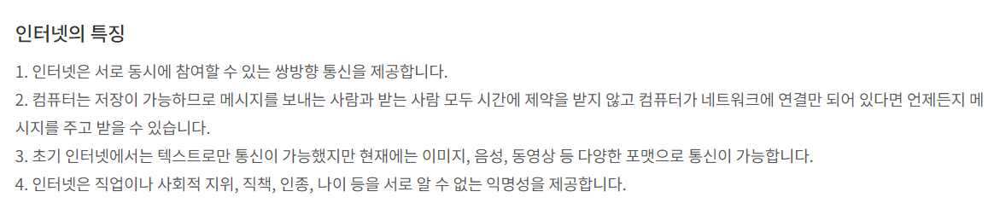 인터넷의 특징
1. 인터넷은 서로 동시에 참여할 수 있는 쌍방향 통신을 제공합니다.
2. 컴퓨터는 저장이 가능하므로 메시지를 보내는 사람과 받는 사람 모두 시간에 제약을 받지 않고 컴퓨터가 네트워크에 연결만 되어 있다면 언제든지 메
시지를 주고 받을 수 있습니다.
3. 초기 인터넷에서는 텍스트로만 통신이 가능했지만 현재에는 이미지, 음성, 동영상 등 다양한 포맷으로 통신이 가능합니다.
4. 인터넷은 직업이나 사회적 지위, 직책, 인종, 나이 등을 서로 알 수 없는 익명성을 제공합니다.